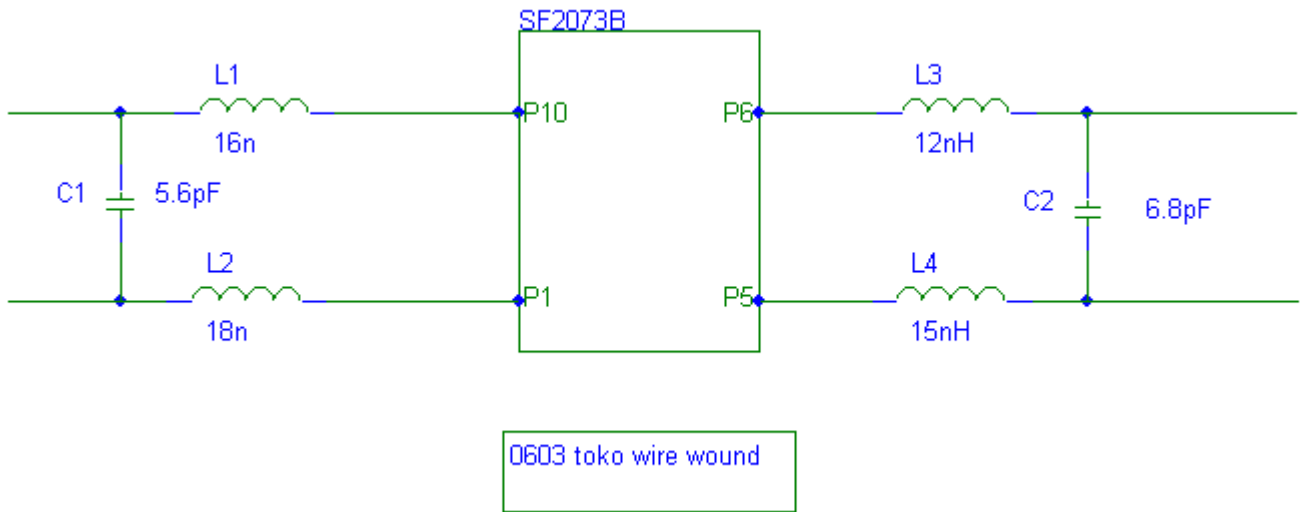 SF2073B
L1
L3
P10
P6
16n
12nH
C1
5.6pF
C2
6.8pF
L2
L4
P1
P5
18n
15nH
0603 toko wire wound